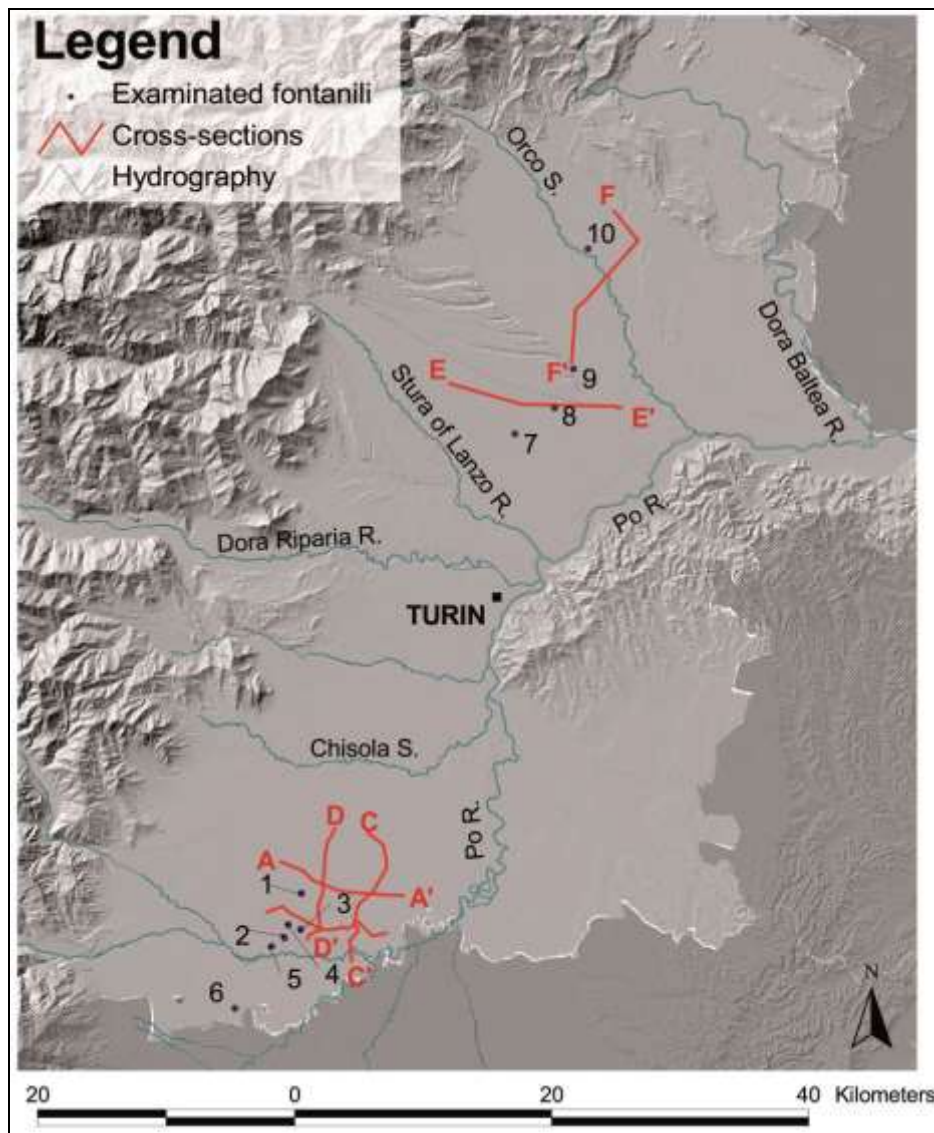 Legend
Examinated fontanili
Cross-sections
Hydrography
Orco S.
F
10
Dora Baltea R.
E
F'
9
Stura of Lanzo R.
8
E'
7
Po R.
Dora Riparia R.
TURIN
Chisola S.
Po R.
D
C
A
1
3
A'
2
D'
5
4
C'
6
N
20 0 20 40 Kilometers